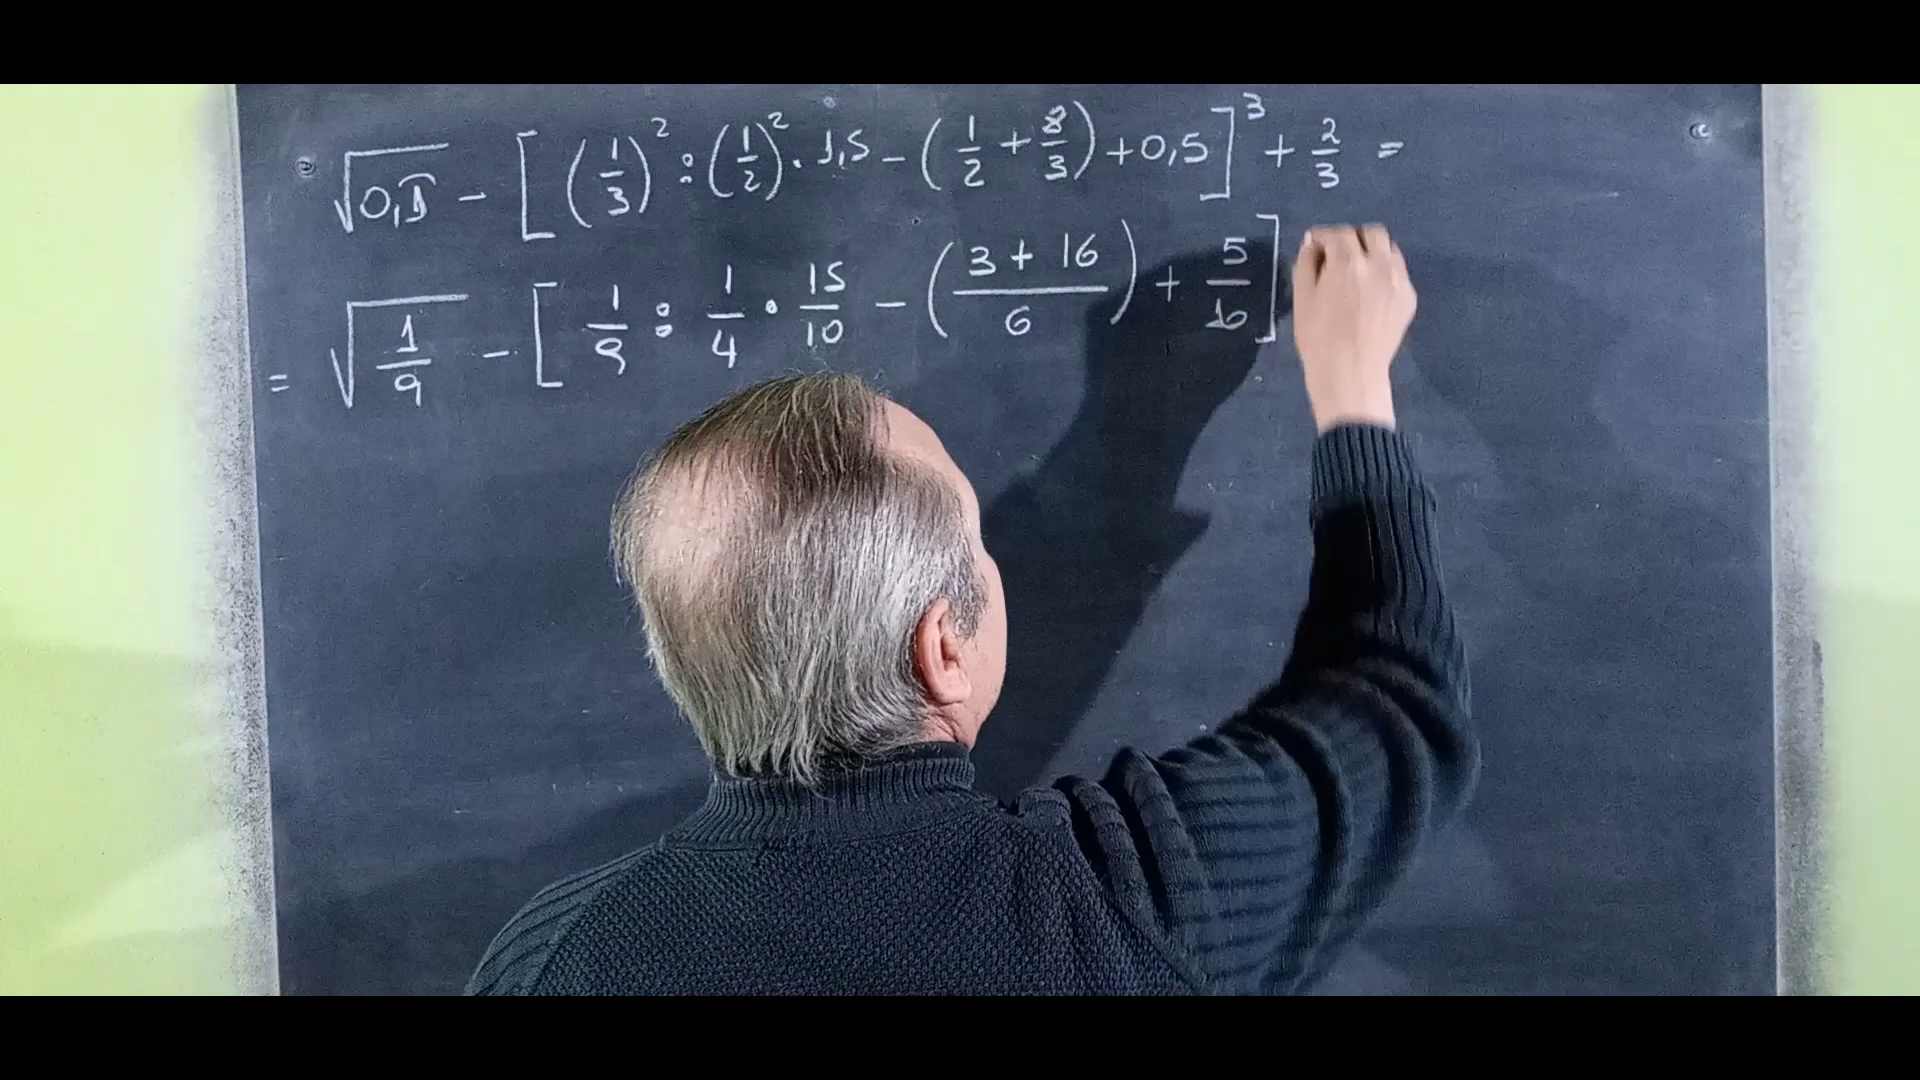 √0,1̅ - [(1/3)² : (1/2)² · 1,5 - (1/2 + 8/3) + 0,5]³ + 2/3 =
= √1/9 - [1/9 : 1/4 · 15/10 - (3 + 16/6) + 5/10]